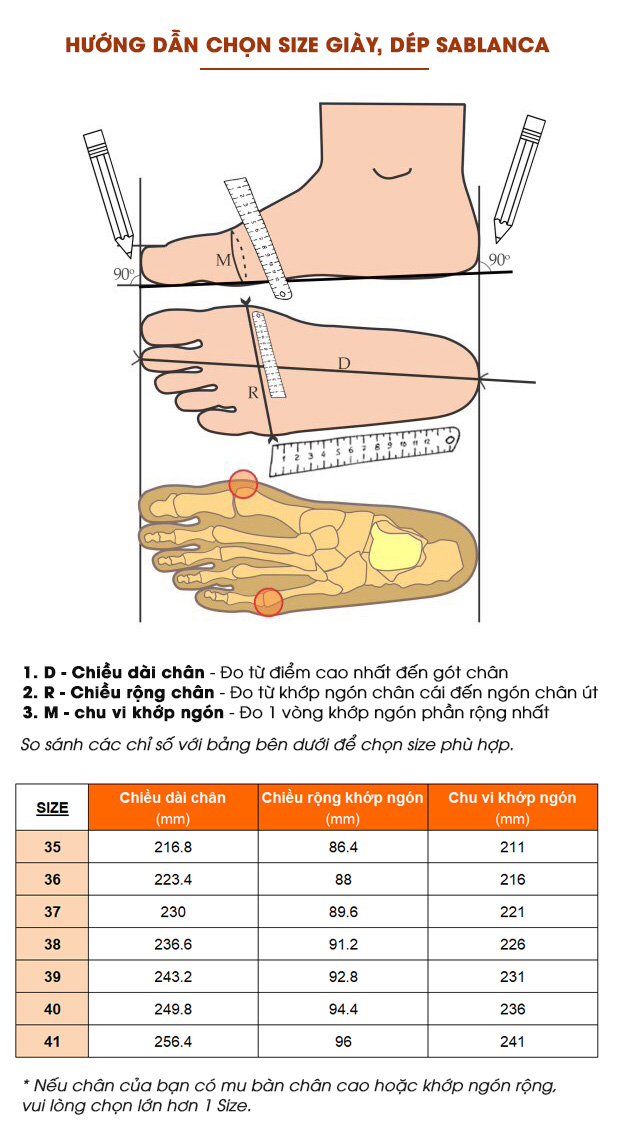 HƯỚNG DẪN CHỌN SIZE GIÀY, DÉP SABLANCA
M
90°
90°
D
R
1 2 3 4 5 6 7 8 9 10 11 12
1. D - Chiều dài chân - Đo từ điểm cao nhất đến gót chân
2. R - Chiều rộng chân - Đo từ khớp ngón chân cái đến ngón chân út
3. M - chu vi khớp ngón - Đo 1 vòng khớp ngón phần rộng nhất
So sánh các chỉ số với bảng bên dưới để chọn size phù hợp.
SIZE Chiều dài chân (mm) Chiều rộng khớp ngón (mm) Chu vi khớp ngón (mm)
35 216.8 86.4 211
36 223.4 88 216
37 230 89.6 221
38 236.6 91.2 226
39 243.2 92.8 231
40 249.8 94.4 236
41 256.4 96 241
* Nếu chân của bạn có mu bàn chân cao hoặc khớp ngón rộng,
vui lòng chọn lớn hơn 1 Size.